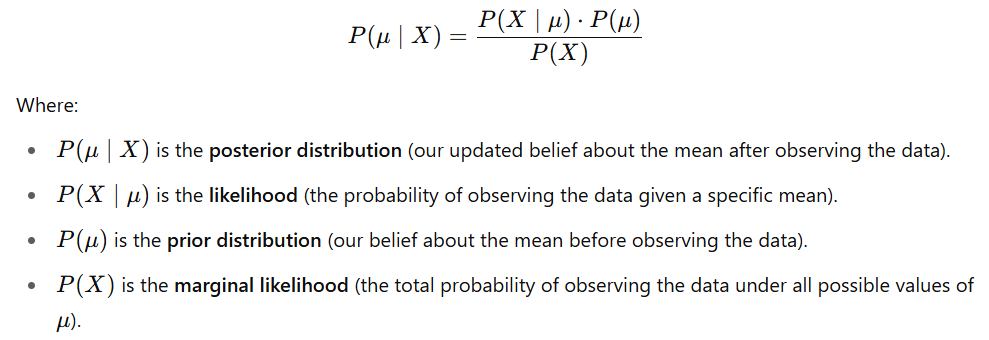 P(μ | X) = P(X | μ) · P(μ) / P(X)
Where:
• P(μ | X) is the posterior distribution (our updated belief about the mean after observing the data).
• P(X | μ) is the likelihood (the probability of observing the data given a specific mean).
• P(μ) is the prior distribution (our belief about the mean before observing the data).
• P(X) is the marginal likelihood (the total probability of observing the data under all possible values of
μ).